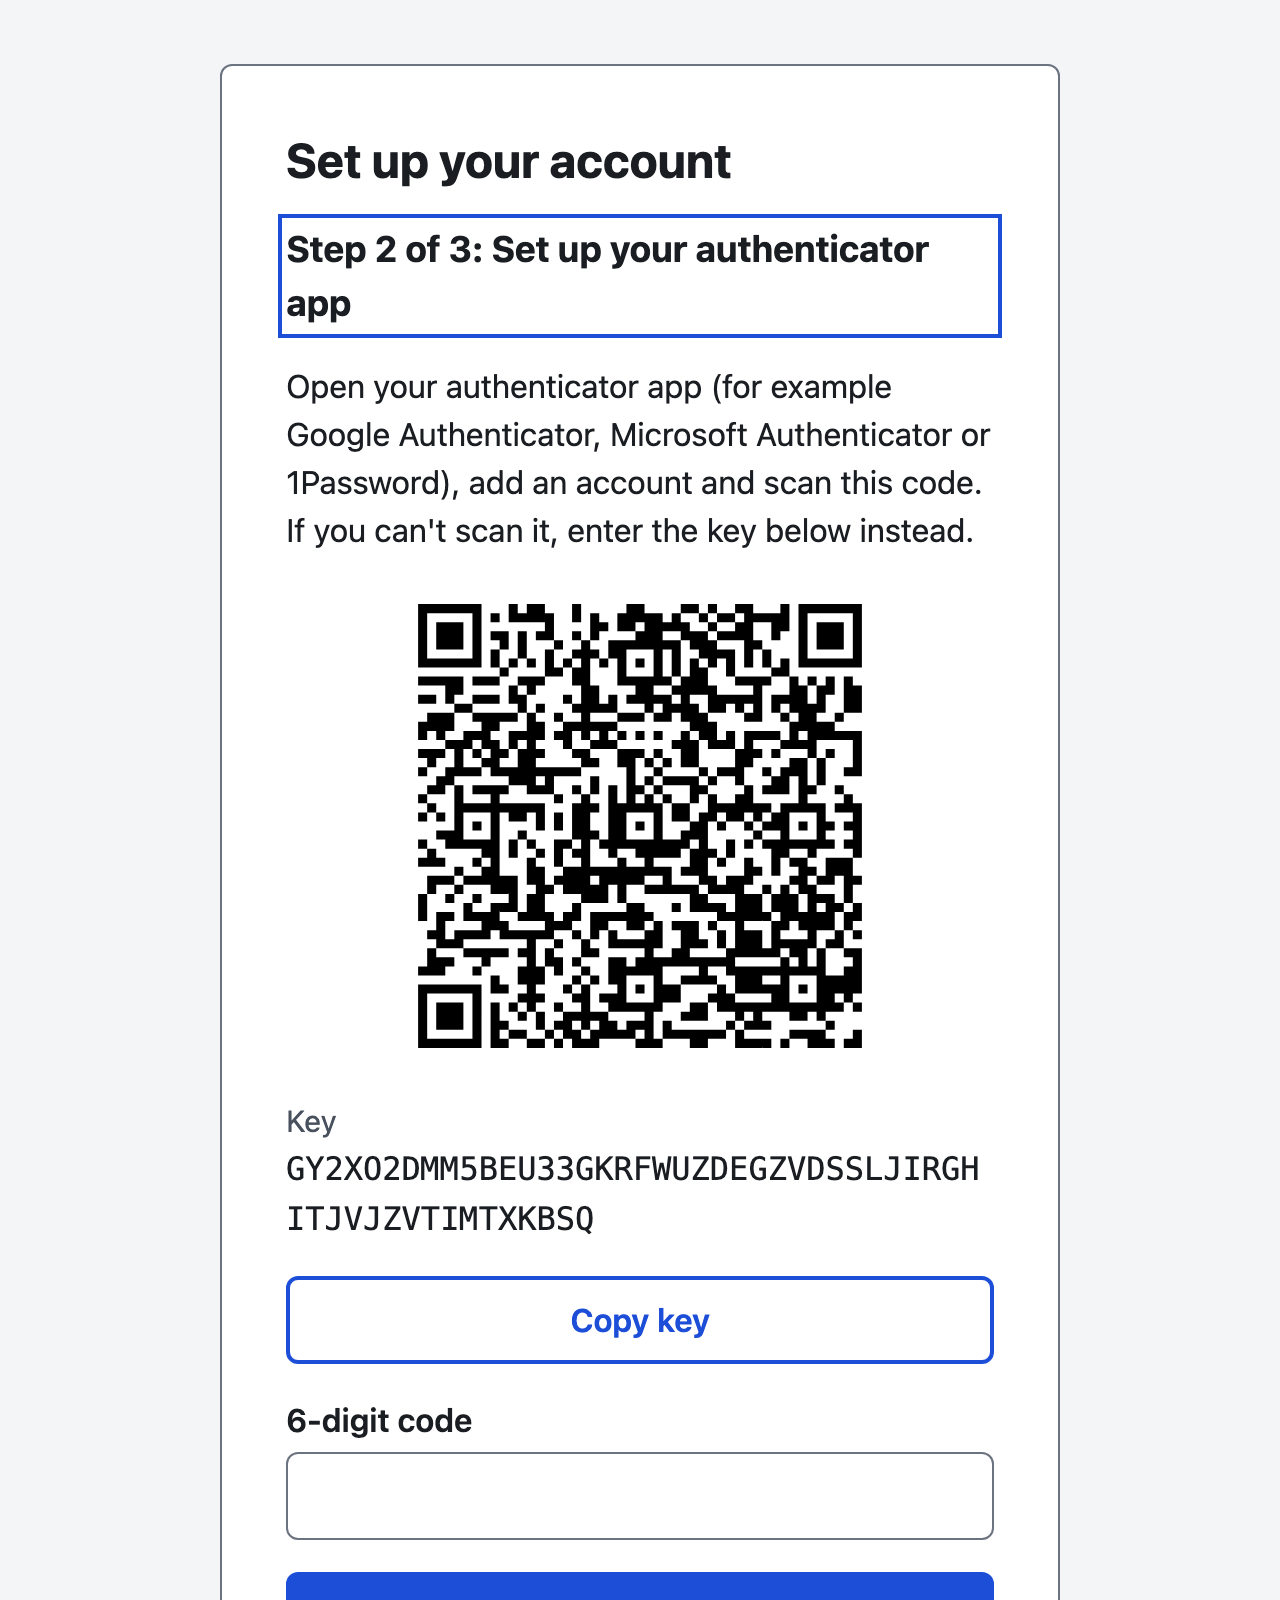 Set up your account
Step 2 of 3: Set up your authenticator
app
Open your authenticator app (for example
Google Authenticator, Microsoft Authenticator or
1Password), add an account and scan this code.
If you can't scan it, enter the key below instead.
Key
GY2XO2DMM5BEU33GKRFWUZDEGZVDSSLJIRGH
ITJVJZVTIMTXKBSQ
Copy key
6-digit code